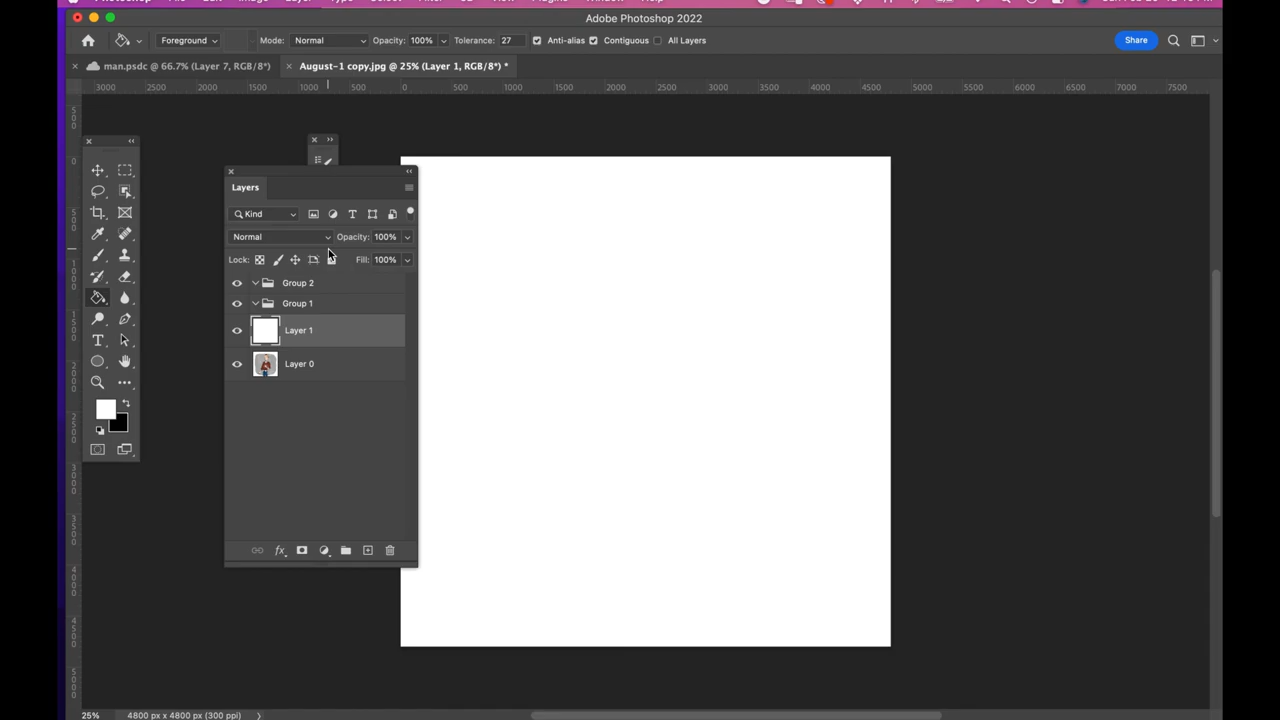 Adobe Photoshop 2022
Foreground Mode: Normal Opacity: 100% Tolerance: 27 Anti-alias Contiguous All Layers Share
man.psdc @ 66.7% (Layer 7, RGB/8*) August-1 copy.jpg @ 25% (Layer 1, RGB/8*) *
3000 2500 2000 1500 1000 500 0 500 1000 1500 2000 2500 3000 3500 4000 4500 5000 5500 6000 6500 7000 7500
Layers
Kind
Normal Opacity: 100%
Lock: Fill: 100%
Group 2
Group 1
Layer 1
Layer 0
fx
25% 4800 px x 4800 px (300 ppi)